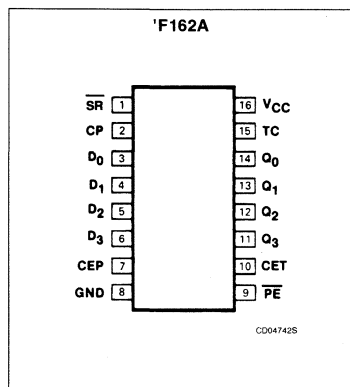 'F162A
SR 1 16 VCC
CP 2 15 TC
D0 3 14 Q0
D1 4 13 Q1
D2 5 12 Q2
D3 6 11 Q3
CEP 7 10 CET
GND 8 9 PE
CD04742S